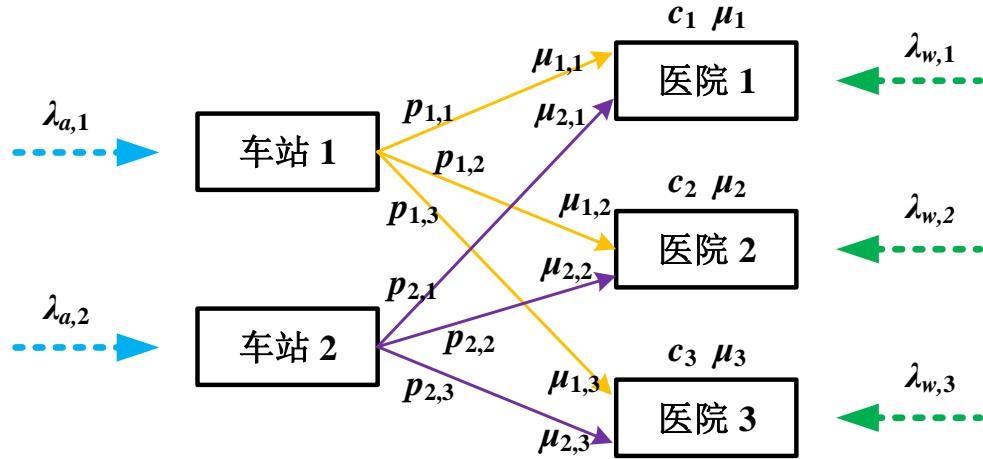 c1 μ1
μ1,1
医院 1
λw,1
λa,1
p1,1
μ2,1
车站 1
p1,2
c2 μ2
p1,3
μ1,2
医院 2
λw,2
μ2,2
p2,1
λa,2
车站 2
p2,2
c3 μ3
p2,3
μ1,3
医院 3
λw,3
μ2,3